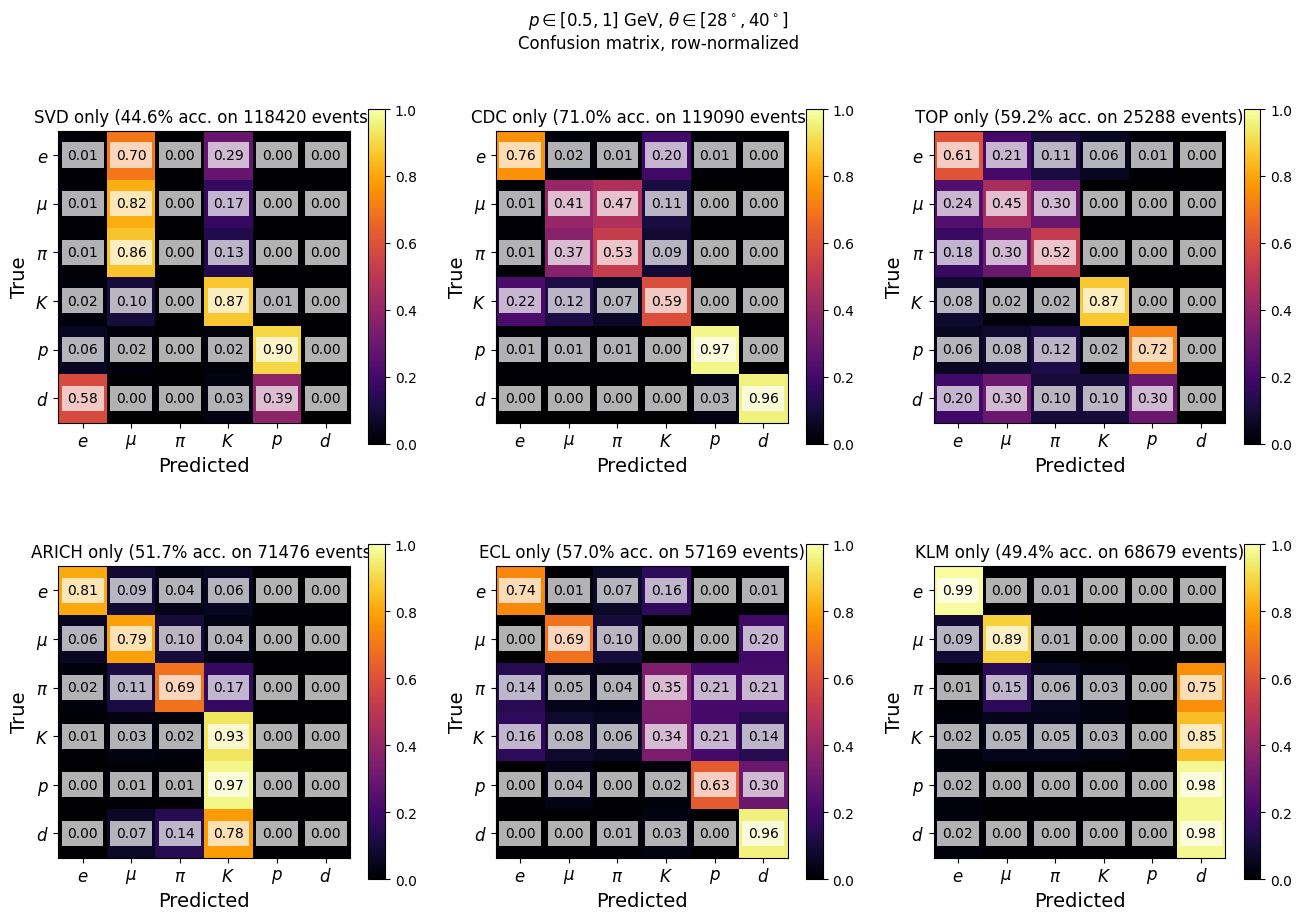 p ∈ [0.5, 1] GeV, θ ∈ [28°, 40°]
Confusion matrix, row-normalized
SVD only (44.6% acc. on 118420 events
e 0.01 0.70 0.00 0.29 0.00 0.00
μ 0.01 0.82 0.00 0.17 0.00 0.00
π 0.01 0.86 0.00 0.13 0.00 0.00
K 0.02 0.10 0.00 0.87 0.01 0.00
p 0.06 0.02 0.00 0.02 0.90 0.00
d 0.58 0.00 0.00 0.03 0.39 0.00
e μ π K p d
True
Predicted
1.0
0.8
0.6
0.4
0.2
0.0
CDC only (71.0% acc. on 119090 events
e 0.76 0.02 0.01 0.20 0.01 0.00
μ 0.01 0.41 0.47 0.11 0.00 0.00
π 0.01 0.37 0.53 0.09 0.00 0.00
K 0.22 0.12 0.07 0.59 0.00 0.00
p 0.01 0.01 0.01 0.00 0.97 0.00
d 0.00 0.00 0.00 0.00 0.03 0.96
e μ π K p d
True
Predicted
1.0
0.8
0.6
0.4
0.2
0.0
TOP only (59.2% acc. on 25288 events)
e 0.61 0.21 0.11 0.06 0.01 0.00
μ 0.24 0.45 0.30 0.00 0.00 0.00
π 0.18 0.30 0.52 0.00 0.00 0.00
K 0.08 0.02 0.02 0.87 0.00 0.00
p 0.06 0.08 0.12 0.02 0.72 0.00
d 0.20 0.30 0.10 0.10 0.30 0.00
e μ π K p d
True
Predicted
1.0
0.8
0.6
0.4
0.2
0.0
ARICH only (51.7% acc. on 71476 events
e 0.81 0.09 0.04 0.06 0.00 0.00
μ 0.06 0.79 0.10 0.04 0.00 0.00
π 0.02 0.11 0.69 0.17 0.00 0.00
K 0.01 0.03 0.02 0.93 0.00 0.00
p 0.00 0.01 0.01 0.97 0.00 0.00
d 0.00 0.07 0.14 0.78 0.00 0.00
e μ π K p d
True
Predicted
1.0
0.8
0.6
0.4
0.2
0.0
ECL only (57.0% acc. on 57169 events)
e 0.74 0.01 0.07 0.16 0.00 0.01
μ 0.00 0.69 0.10 0.00 0.00 0.20
π 0.14 0.05 0.04 0.35 0.21 0.21
K 0.16 0.08 0.06 0.34 0.21 0.14
p 0.00 0.04 0.00 0.02 0.63 0.30
d 0.00 0.00 0.01 0.03 0.00 0.96
e μ π K p d
True
Predicted
1.0
0.8
0.6
0.4
0.2
0.0
KLM only (49.4% acc. on 68679 events)
e 0.99 0.00 0.01 0.00 0.00 0.00
μ 0.09 0.89 0.01 0.00 0.00 0.00
π 0.01 0.15 0.06 0.03 0.00 0.75
K 0.02 0.05 0.05 0.03 0.00 0.85
p 0.02 0.00 0.00 0.00 0.00 0.98
d 0.02 0.00 0.00 0.00 0.00 0.98
e μ π K p d
True
Predicted
1.0
0.8
0.6
0.4
0.2
0.0